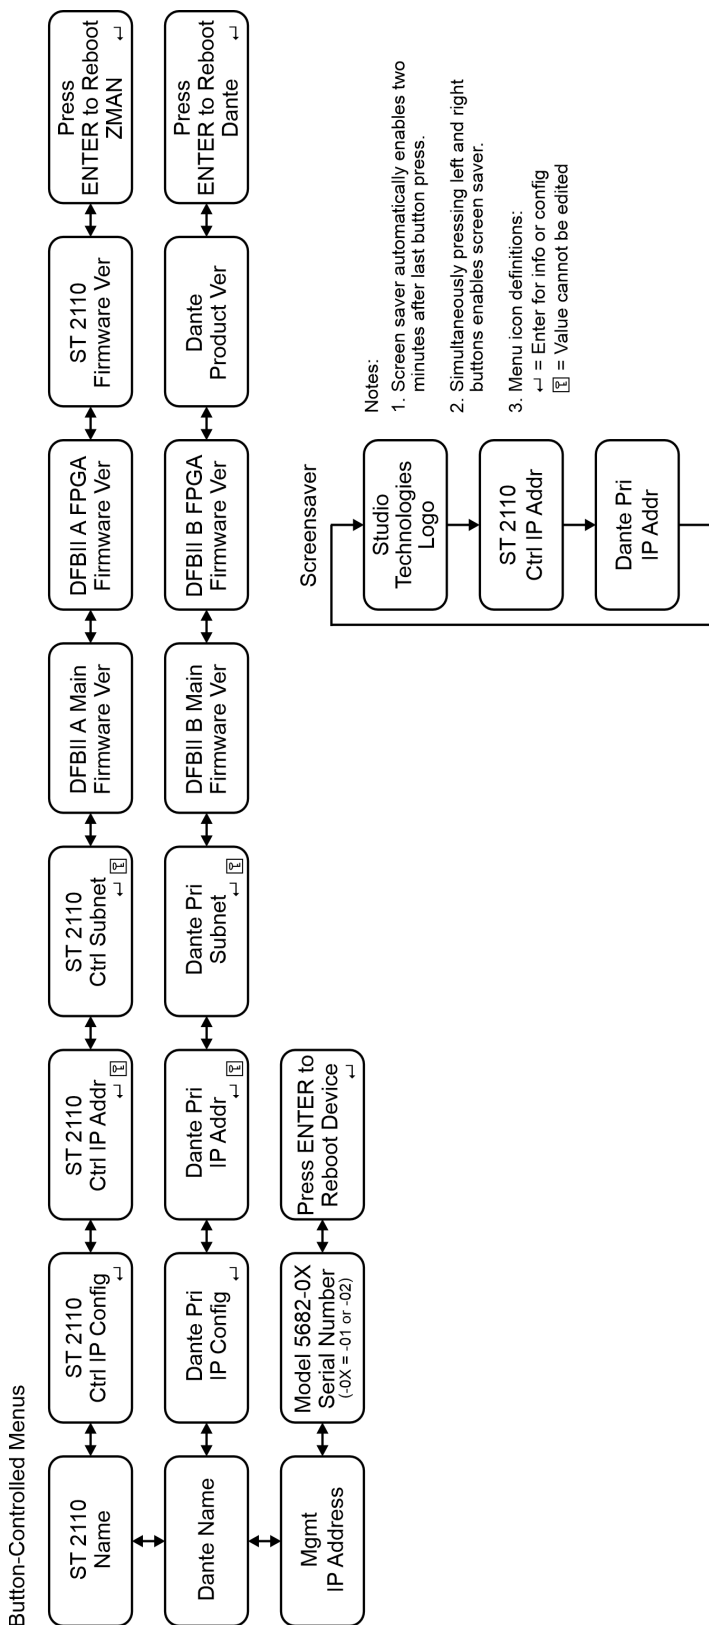 Button-Controlled Menus
ST 2110
Name
ST 2110
Ctrl IP Config
↵
ST 2110
Ctrl IP Addr
↵
ST 2110
Ctrl Subnet
↵
DFBII A Main
Firmware Ver
DFBII A FPGA
Firmware Ver
ST 2110
Firmware Ver
Press
ENTER to Reboot
ZMAN
↵
Dante Name
Dante Pri
IP Config
↵
Dante Pri
IP Addr
↵
Dante Pri
Subnet
↵
DFBII B Main
Firmware Ver
DFBII B FPGA
Firmware Ver
Dante
Product Ver
Press
ENTER to Reboot
Dante
↵
Mgmt
IP Address
Model 5682-0X
Serial Number
(-0X = -01 or -02)
Press ENTER to
Reboot Device
↵
Screensaver
Studio
Technologies
Logo
ST 2110
Ctrl IP Addr
Dante Pri
IP Addr
Notes:
1. Screen saver automatically enables two
minutes after last button press.
2. Simultaneously pressing left and right
buttons enables screen saver.
3. Menu icon definitions:
↵ = Enter for info or config
= Value cannot be edited